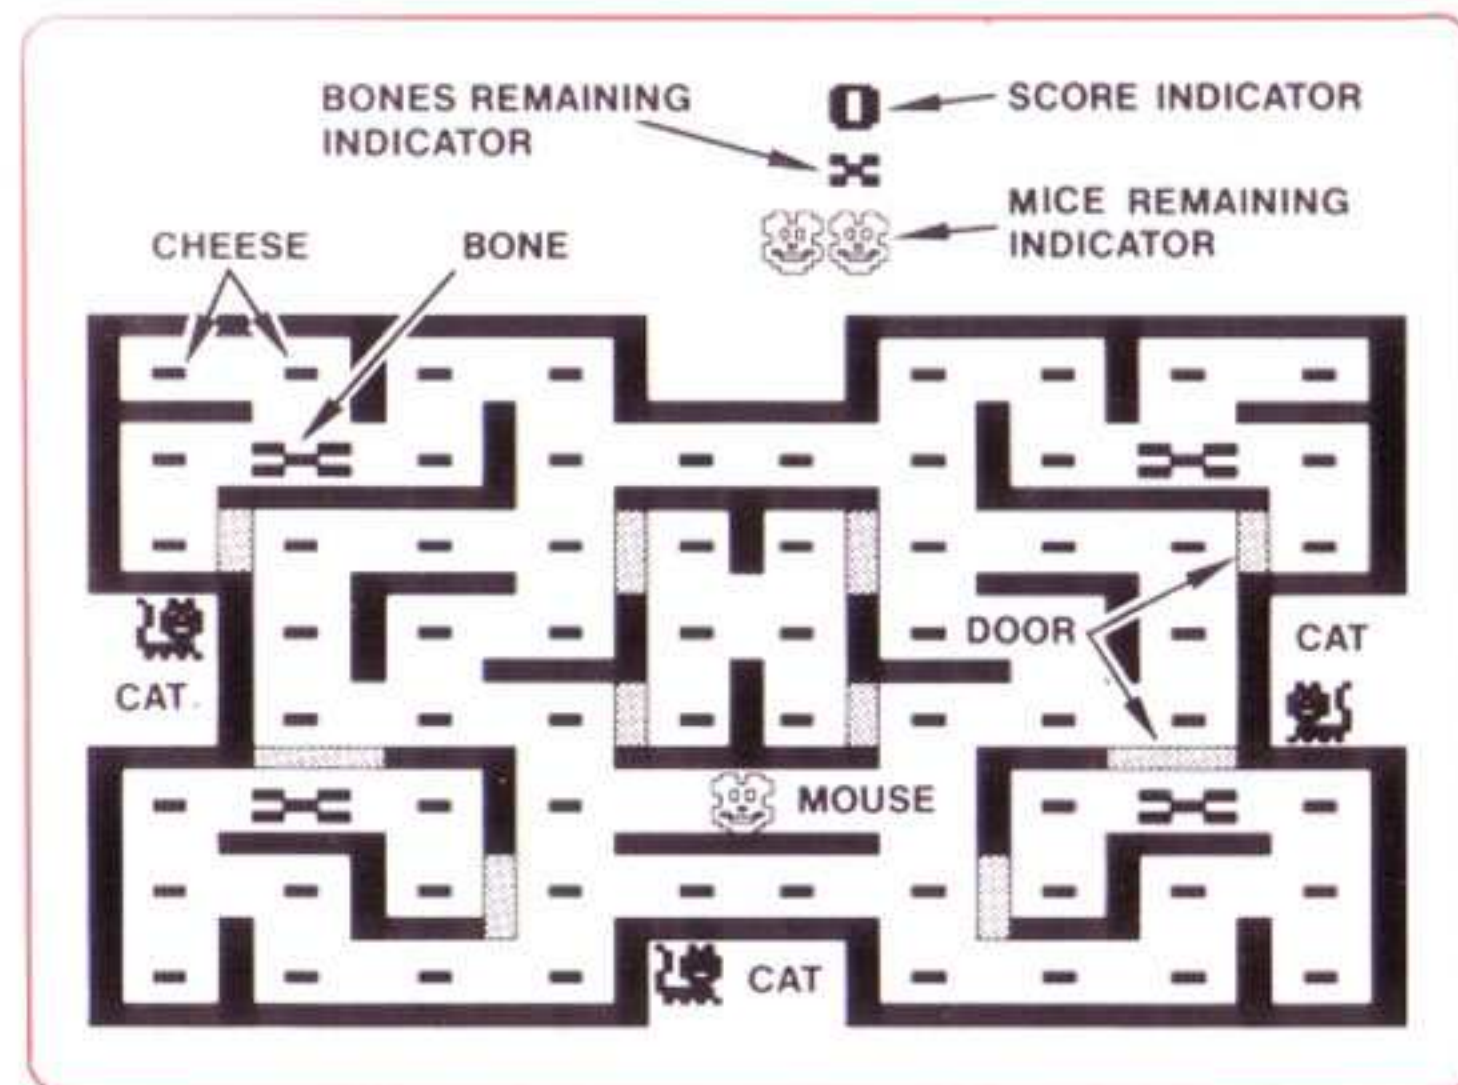 BONES REMAINING
INDICATOR
0
SCORE INDICATOR
MICE REMAINING
INDICATOR
CHEESE
BONE
DOOR
CAT
CAT
MOUSE
CAT